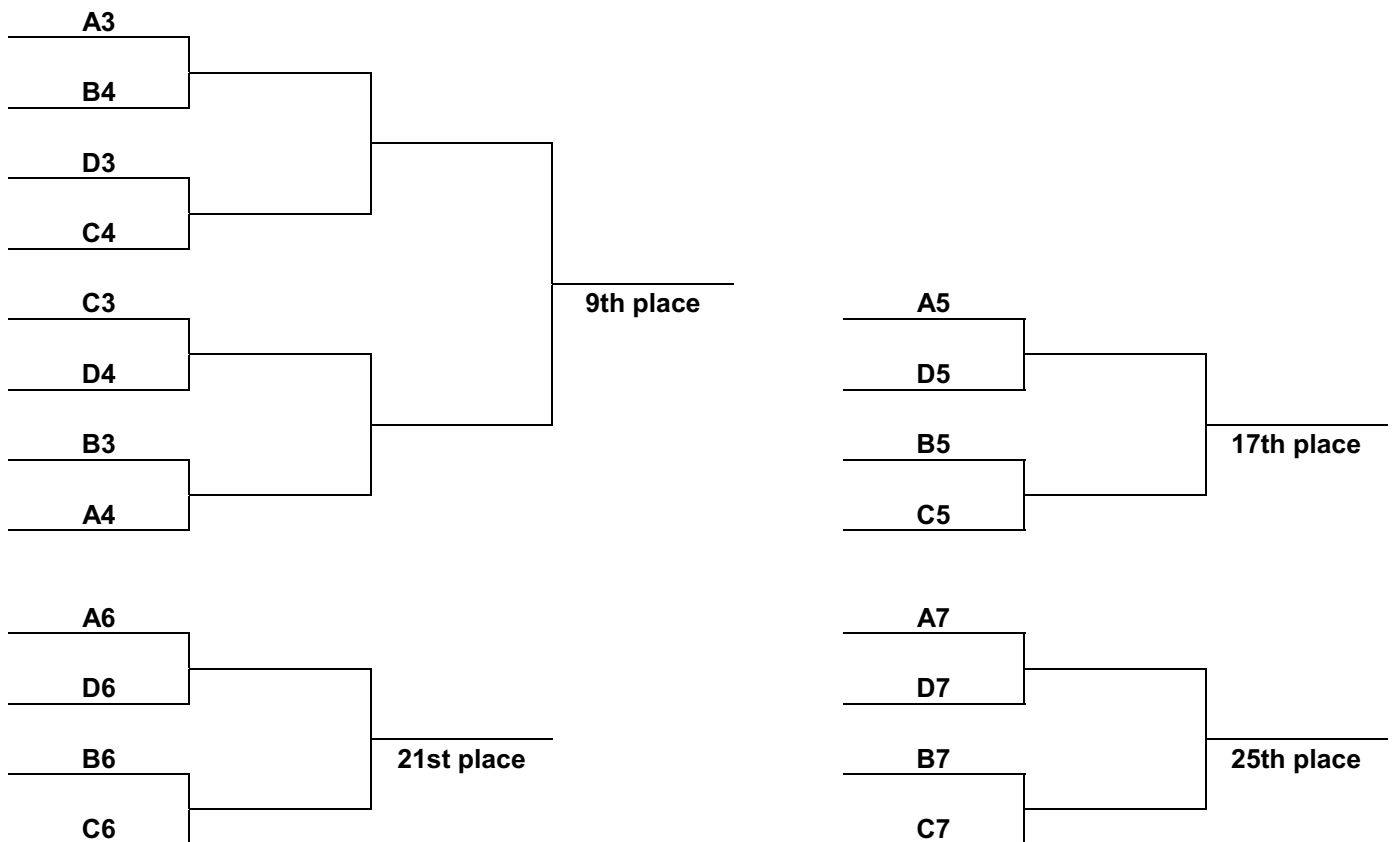 A3
B4
D3
C4
C3
D4
B3
A4
9th place
A5
D5
B5
C5
17th place
A6
D6
B6
C6
21st place
A7
D7
B7
C7
25th place